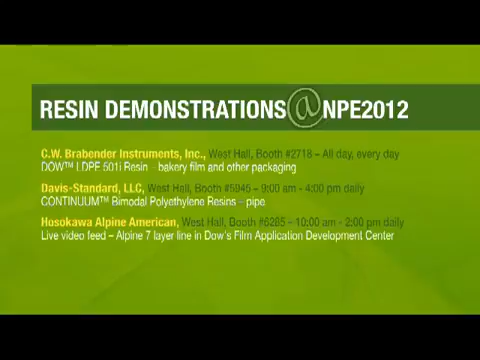 RESIN DEMONSTRATIONS@NPE2012
C.W. Brabender Instruments, Inc., West Hall, Booth #2718 – All day, every day
DOW™ LDPE 501i Resin – bakery film and other packaging
Davis-Standard, LLC, West Hall, Booth #5945 – 9:00 am - 4:00 pm daily
CONTINUUM™ Bimodal Polyethylene Resins – pipe
Hosokawa Alpine American, West Hall, Booth #6285 - 10:00 am - 2:00 pm daily
Live video feed – Alpine 7 layer line in Dow's Film Application Development Center